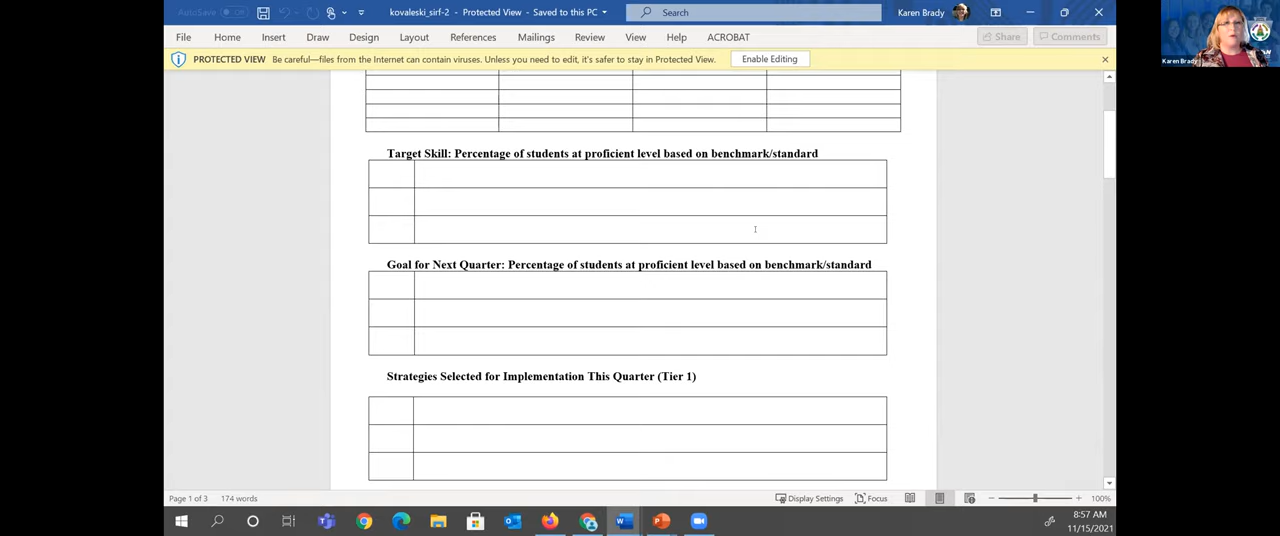 AutoSave Off kovaleski_sirf-2 - Protected View - Saved to this PC Search Karen Brady
File Home Insert Draw Design Layout References Mailings Review View Help ACROBAT Share Comments
PROTECTED VIEW Be careful—files from the Internet can contain viruses. Unless you need to edit, it's safer to stay in Protected View. Enable Editing
Karen Brady
Target Skill: Percentage of students at proficient level based on benchmark/standard
Goal for Next Quarter: Percentage of students at proficient level based on benchmark/standard
Strategies Selected for Implementation This Quarter (Tier 1)
Page 1 of 3 174 words Display Settings Focus 100%
8:57 AM
11/15/2021